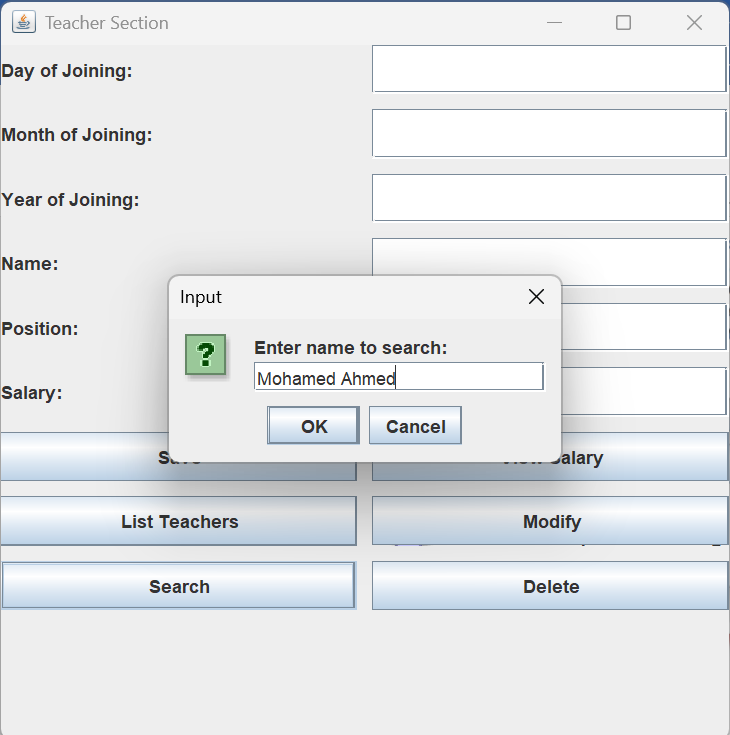 Teacher Section
Day of Joining:
Month of Joining:
Year of Joining:
Name:
Input
Position:
Enter name to search:
?
Mohamed Ahmed
Salary:
OK Cancel
Save View Salary
List Teachers Modify
Search Delete